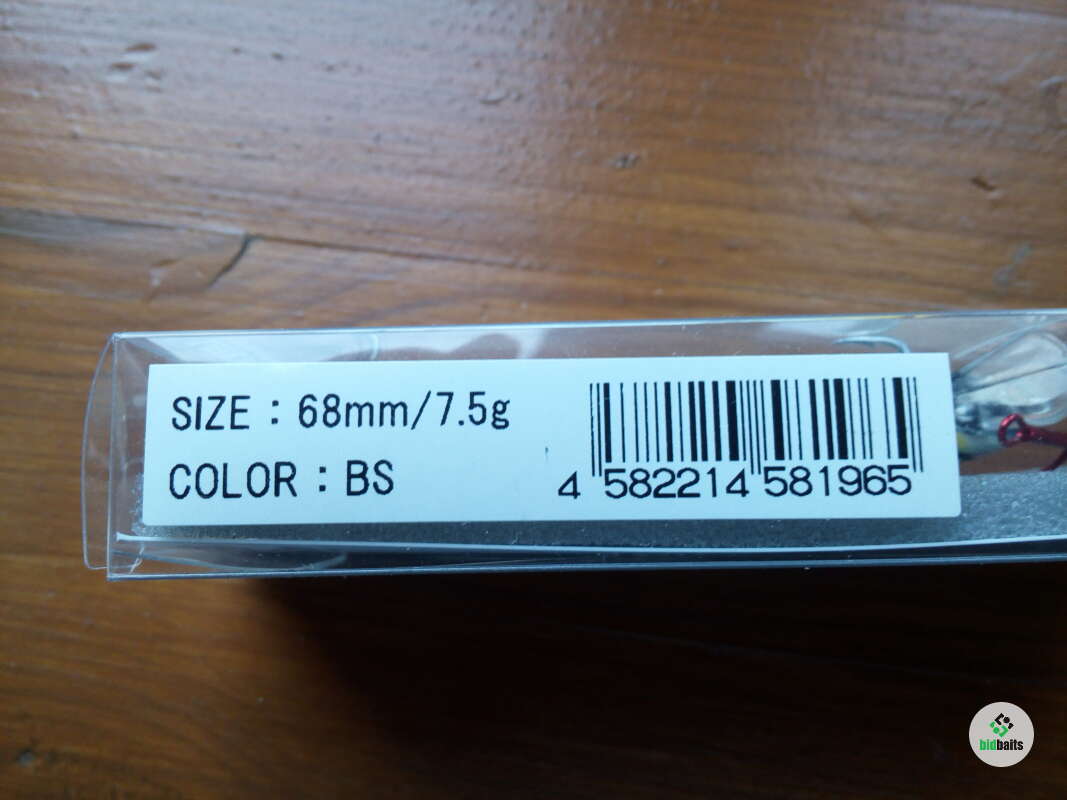 SIZE : 68mm/7.5g
COLOR : BS
4 582214 581965
bidbaits